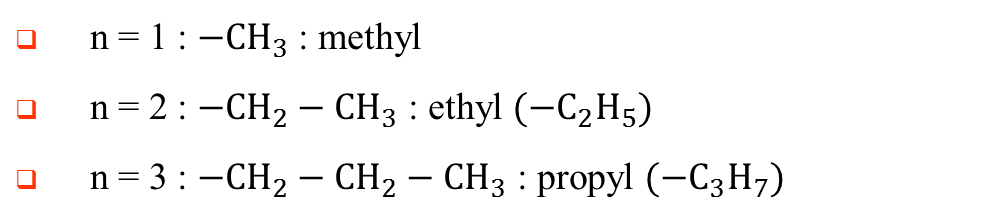 ❑ n = 1 : −CH₃ : methyl
❑ n = 2 : −CH₂ − CH₃ : ethyl (−C₂H₅)
❑ n = 3 : −CH₂ − CH₂ − CH₃ : propyl (−C₃H₇)